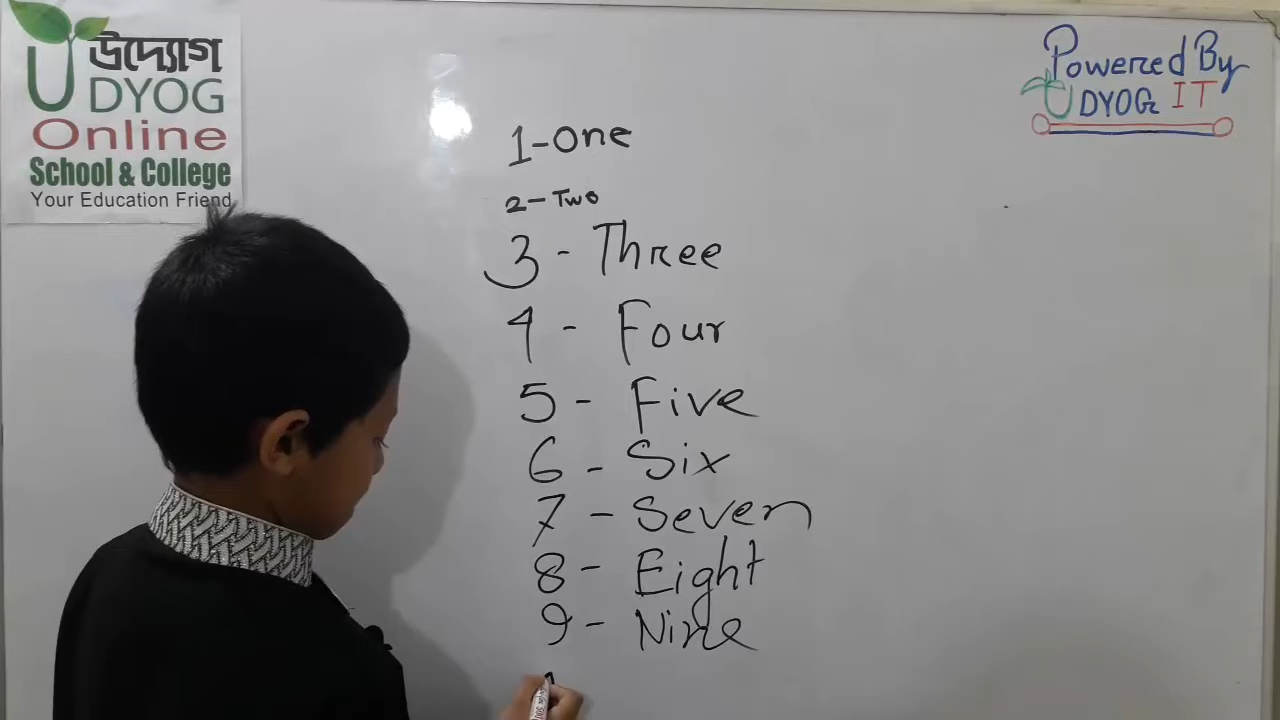 উদ্যোগ
UDYOG
Online
School & College
Your Education Friend
Powered By
UDYOG IT
1-One
2-Two
3 - Three
4 - Four
5 - Five
6 - Six
7 - Seven
8 - Eight
9 - Nine